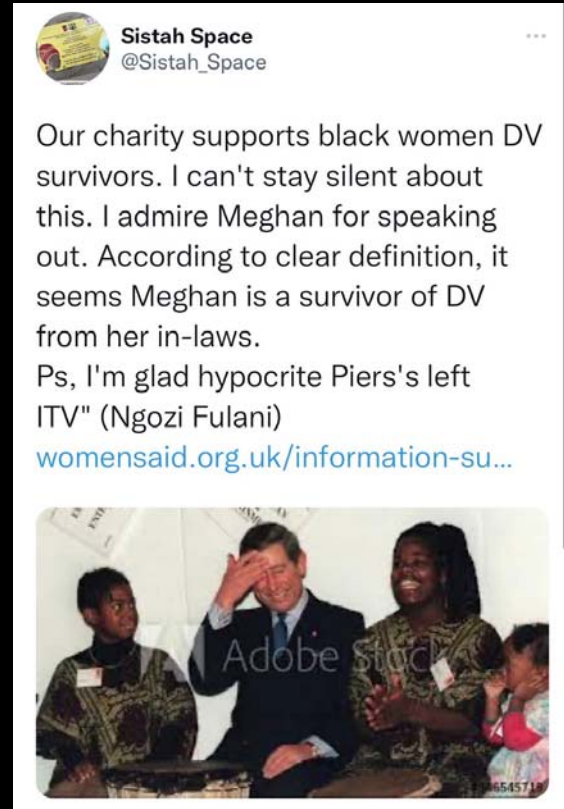 Sistah Space
@Sistah_Space
Our charity supports black women DV
survivors. I can't stay silent about
this. I admire Meghan for speaking
out. According to clear definition, it
seems Meghan is a survivor of DV
from her in-laws.
Ps, I'm glad hypocrite Piers's left
ITV" (Ngozi Fulani)
womensaid.org.uk/information-su...
Adobe Stock